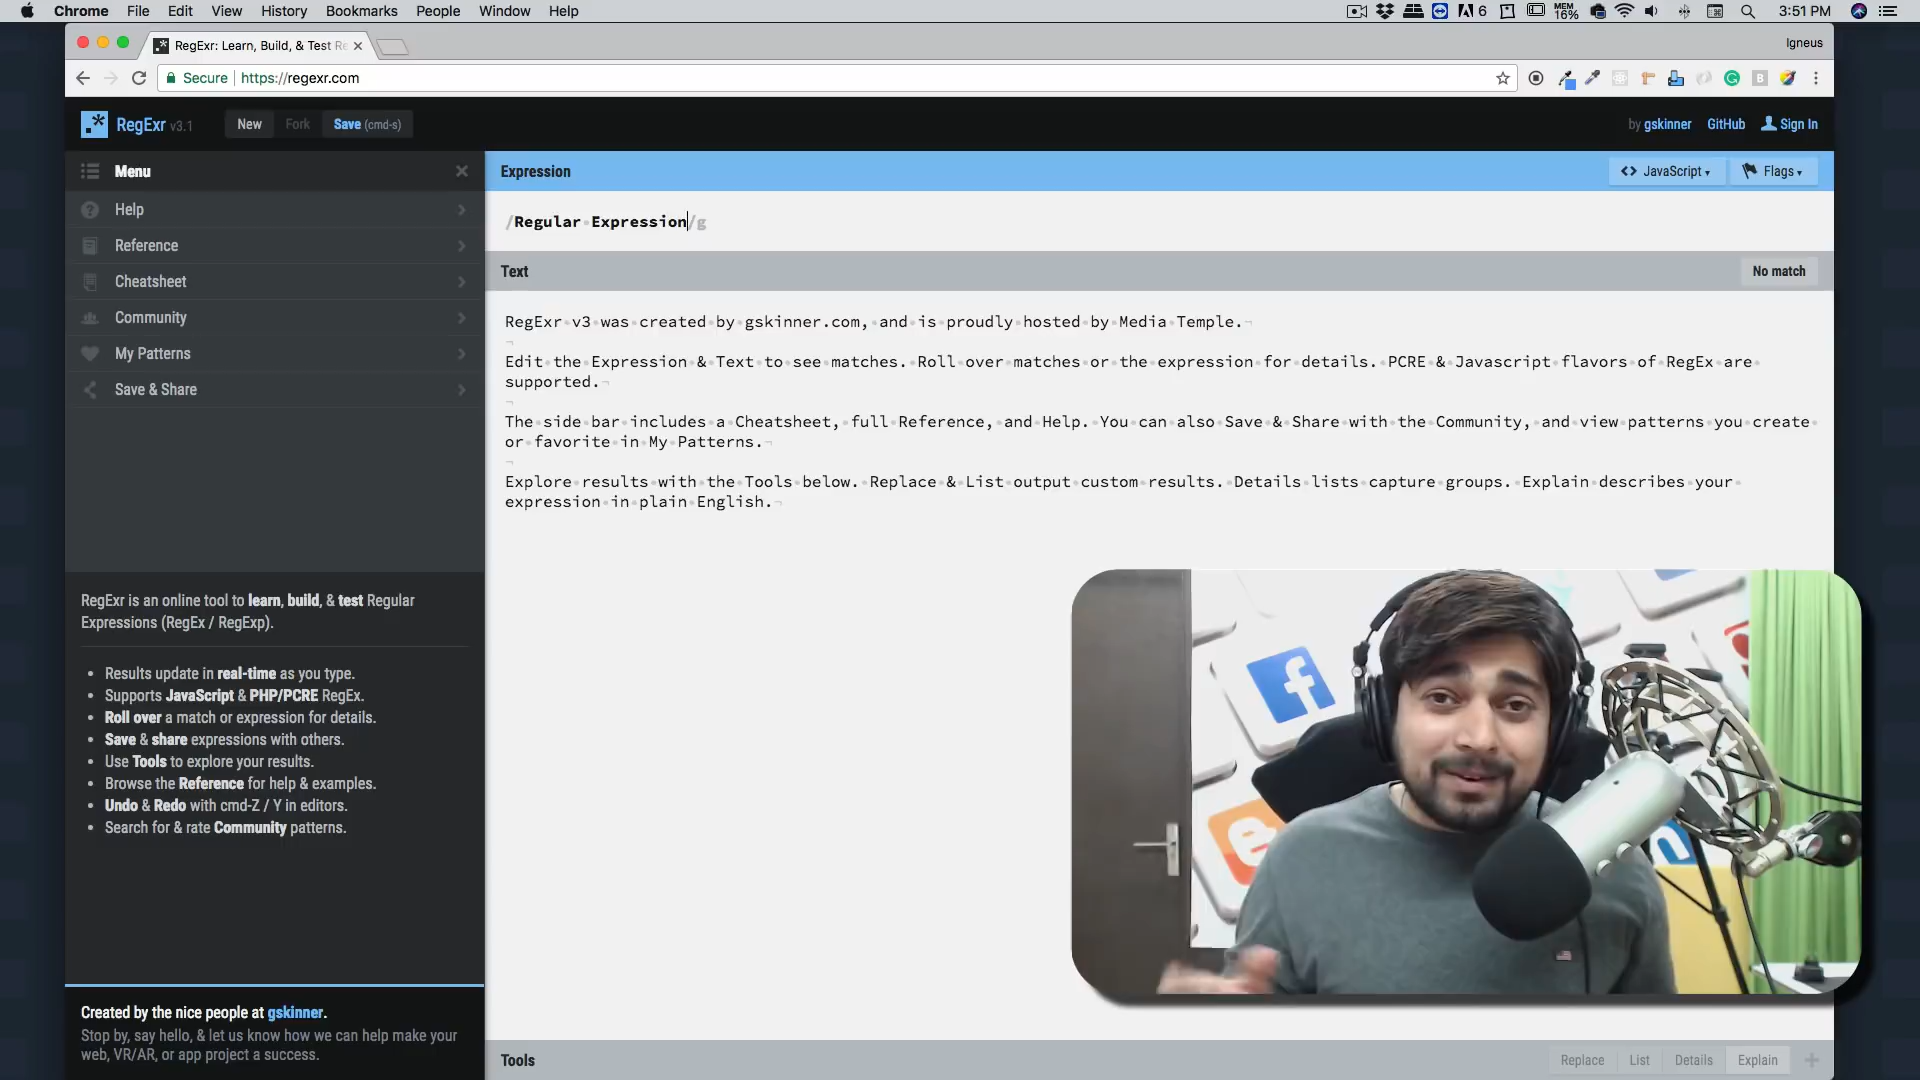 Chrome File Edit View History Bookmarks People Window Help
6 MEM 16% 3:51 PM
RegExr: Learn, Build, & Test Re
Igneus
Secure https://regexr.com
RegExr v3.1 New Fork Save (cmd-s)
by gskinner GitHub Sign In
Menu
Help
Reference
Cheatsheet
Community
My Patterns
Save & Share
RegExr is an online tool to learn, build, & test Regular
Expressions (RegEx / RegExp).
Results update in real-time as you type.
Supports JavaScript & PHP/PCRE RegEx.
Roll over a match or expression for details.
Save & share expressions with others.
Use Tools to explore your results.
Browse the Reference for help & examples.
Undo & Redo with cmd-Z / Y in editors.
Search for & rate Community patterns.
Created by the nice people at gskinner.
Stop by, say hello, & let us know how we can help make your
web, VR/AR, or app project a success.
Expression
JavaScript Flags
/Regular Expression/g
Text
No match
RegExr v3 was created by gskinner.com, and is proudly hosted by Media Temple.
Edit the Expression & Text to see matches. Roll over matches or the expression for details. PCRE & Javascript flavors of RegEx are
supported.
The side bar includes a Cheatsheet, full Reference, and Help. You can also Save & Share with the Community, and view patterns you create
or favorite in My Patterns.
Explore results with the Tools below. Replace & List output custom results. Details lists capture groups. Explain describes your
expression in plain English.
Tools
Replace List Details Explain